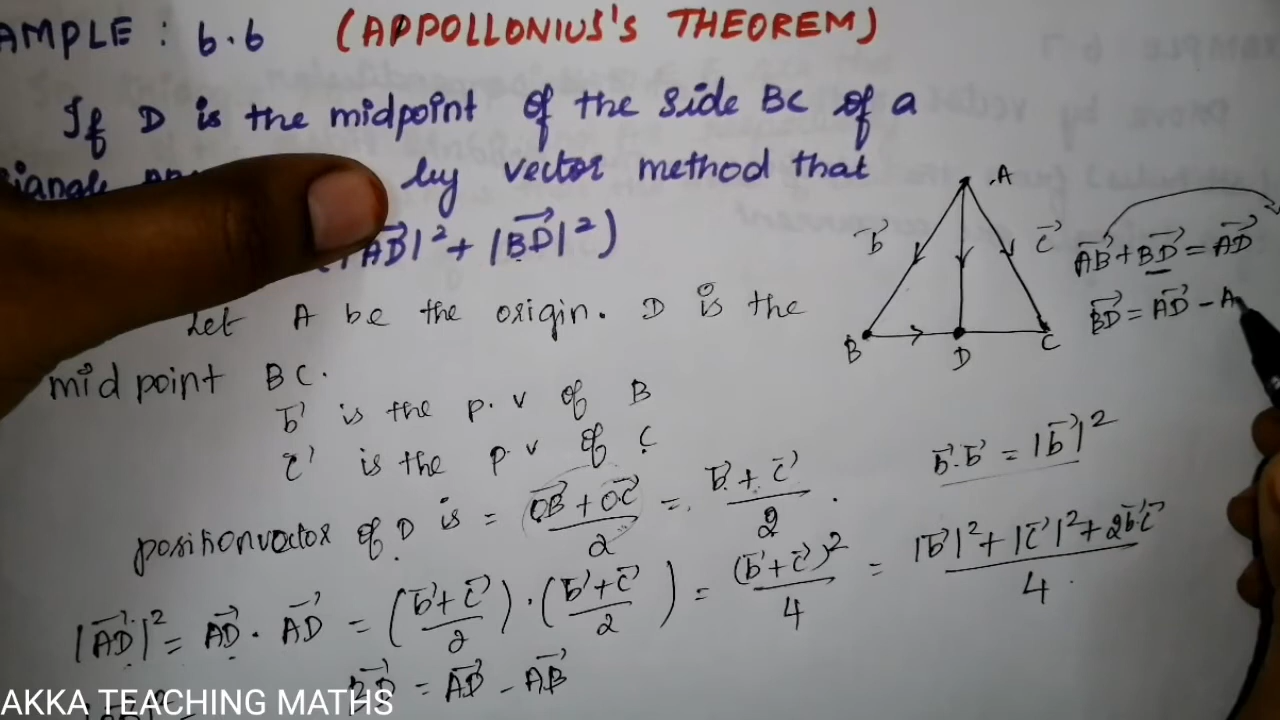 AMPLE : 6.6 (APPOLLONIUS's THEOREM)
If D is the midpoint of the side BC of a
by vector method that
AD|² + |BD|²)
Let A be the origin. D is the
mid point BC.
b⃗ is the p.v of B
c⃗ is the p.v of C
position vector of D is = (OB⃗ + OC⃗)/2 = (b⃗ + c⃗)/2 .
|AD⃗|² = AD⃗ . AD⃗ = ((b⃗ + c⃗)/2) . ((b⃗ + c⃗)/2) = (b⃗ + c⃗)²/4 = (|b⃗|² + |c⃗|² + 2b⃗.c⃗)/4 .
BD⃗ = AD⃗ - AB⃗
A
b⃗
c⃗
B
D
C
AB⃗ + BD⃗ = AD⃗
BD⃗ = AD⃗ - A
b⃗.b⃗ = |b⃗|²
AKKA TEACHING MATHS